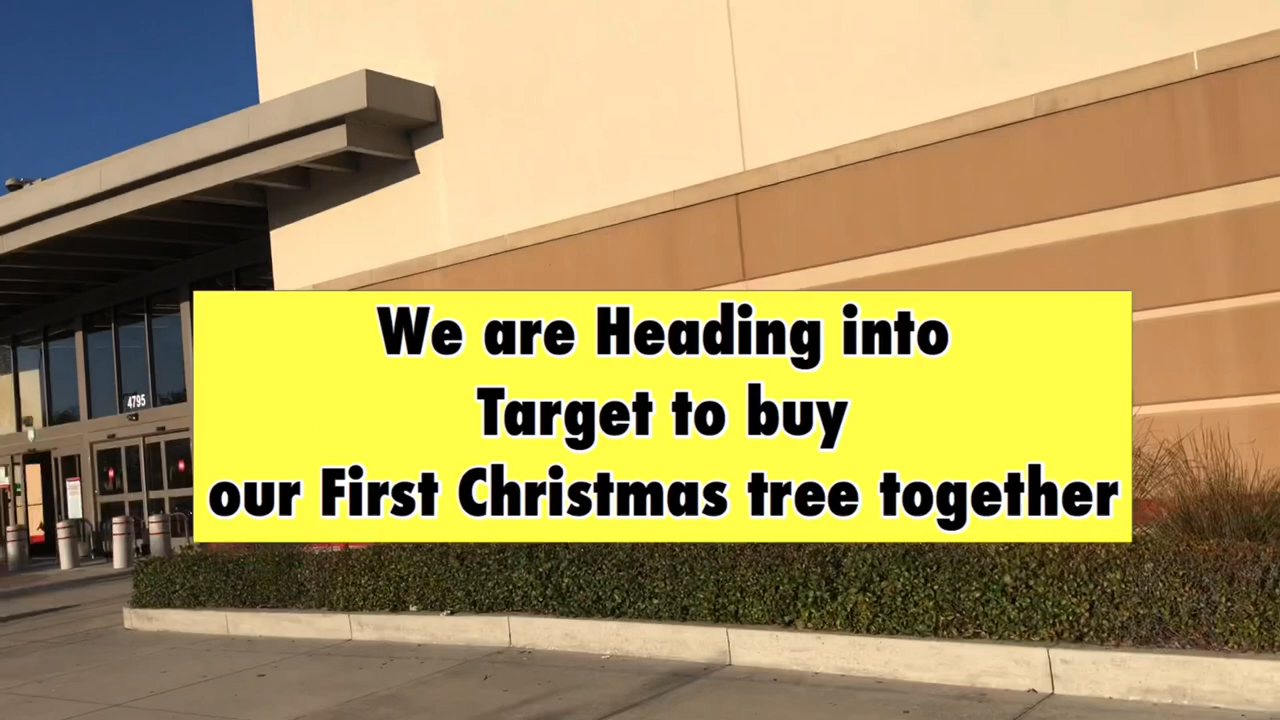 4795
We are Heading into
Target to buy
our First Christmas tree together